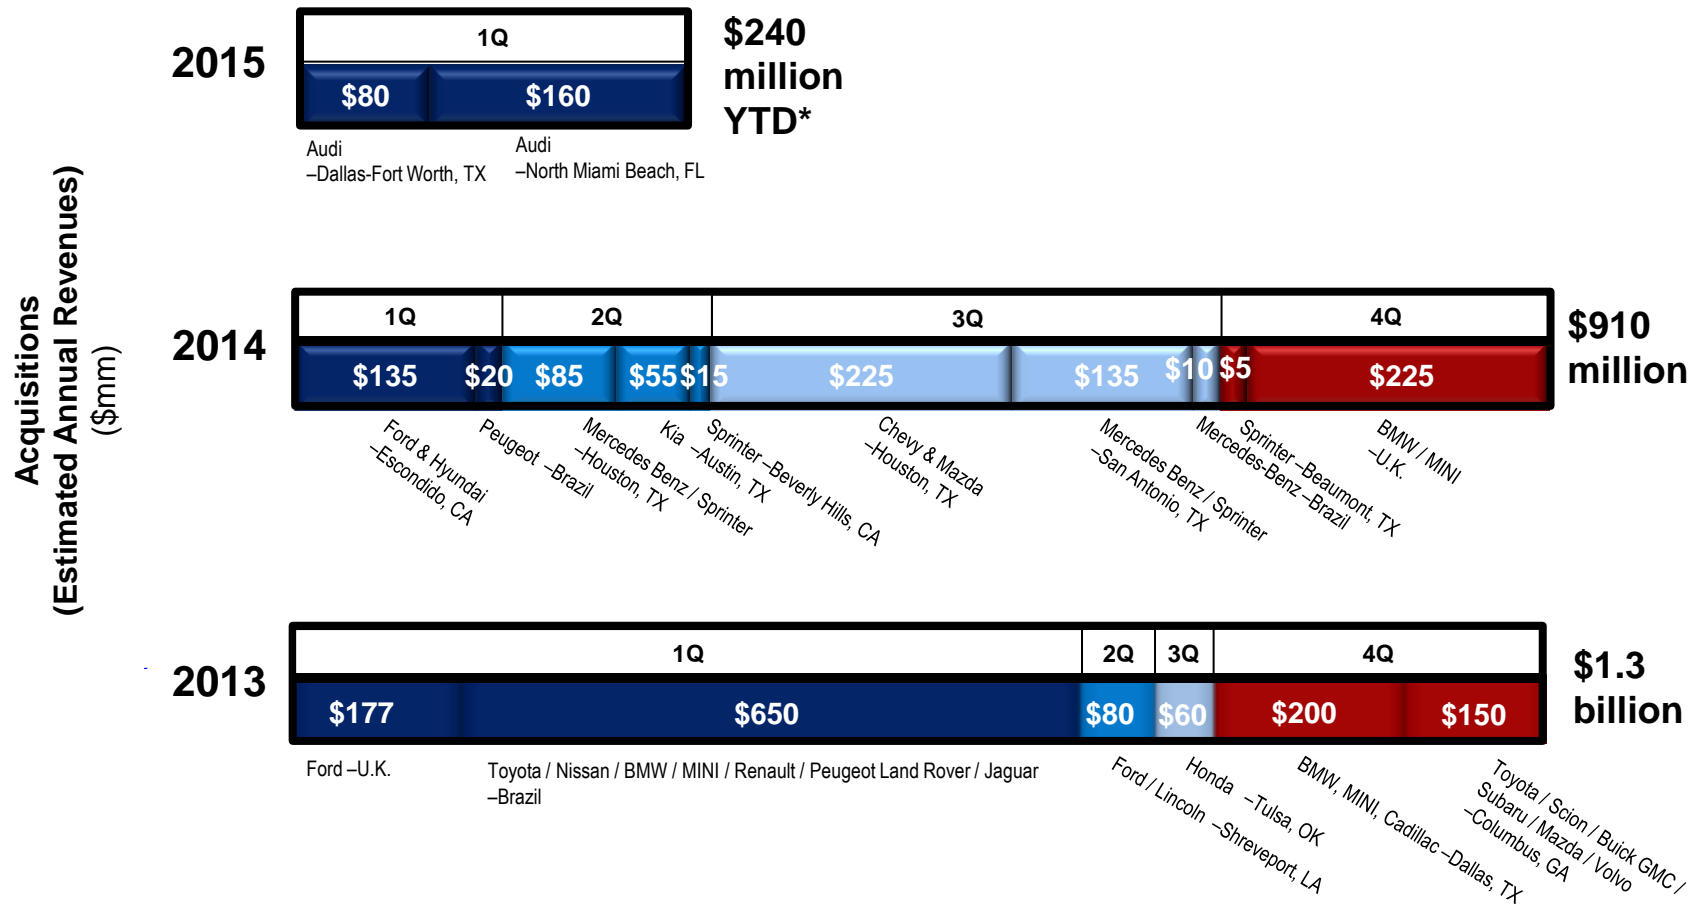 Acquisitions
(Estimated Annual Revenues)
($mm)
2015
1Q
$80
$160
$240
million
YTD*
Audi
–Dallas-Fort Worth, TX
Audi
–North Miami Beach, FL
2014
1Q
2Q
3Q
4Q
$135
$20
$85
$55
$15
$225
$135
$10
$5
$225
$910
million
Ford & Hyundai
–Escondido, CA
Peugeot –Brazil
Mercedes Benz / Sprinter
–Houston, TX
Kia
–Austin, TX
Sprinter –Beverly Hills, CA
Chevy & Mazda
–Houston, TX
Mercedes Benz / Sprinter
–San Antonio, TX
Mercedes-Benz –Brazil
Sprinter –Beaumont, TX
BMW / MINI
–U.K.
2013
1Q
2Q
3Q
4Q
$177
$650
$80
$60
$200
$150
$1.3
billion
Ford –U.K.
Toyota / Nissan / BMW / MINI / Renault / Peugeot Land Rover / Jaguar
–Brazil
Ford / Lincoln –Shreveport, LA
Honda –Tulsa, OK
BMW, MINI, Cadillac –Dallas, TX
Toyota / Scion / Buick GMC /
Subaru / Mazda / Volvo
–Columbus, GA